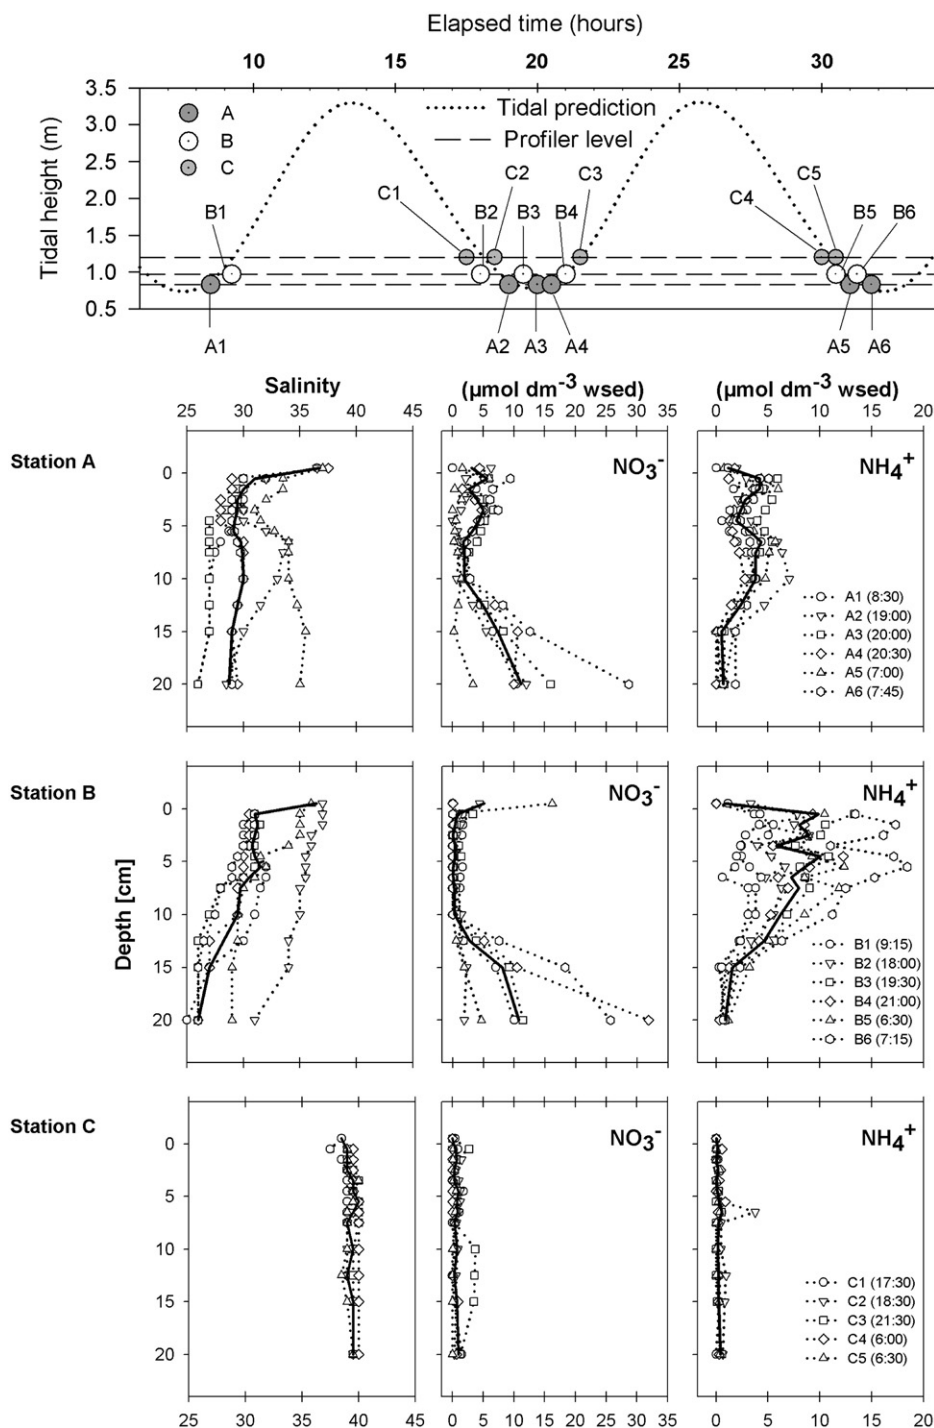 Elapsed time (hours)
10 15 20 25 30
Tidal height (m)
3.5
3.0
2.5
2.0
1.5
1.0
0.5
A
B
C
Tidal prediction
Profiler level
B1 C1 C2 B2 B3 B4 C3 C4 C5 B5 B6
A1 A2 A3 A4 A5 A6
Salinity (µmol dm-3 wsed) (µmol dm-3 wsed)
25 30 35 40 45 0 5 10 15 20 25 30 35 0 5 10 15 20
Station A
NO3- NH4+
0
5
10
15
20
A1 (8:30)
A2 (19:00)
A3 (20:00)
A4 (20:30)
A5 (7:00)
A6 (7:45)
Station B
NO3- NH4+
Depth [cm]
0
5
10
15
20
B1 (9:15)
B2 (18:00)
B3 (19:30)
B4 (21:00)
B5 (6:30)
B6 (7:15)
Station C
NO3- NH4+
0
5
10
15
20
C1 (17:30)
C2 (18:30)
C3 (21:30)
C4 (6:00)
C5 (6:30)
25 30 35 40 45 0 5 10 15 20 25 30 35 0 5 10 15 20